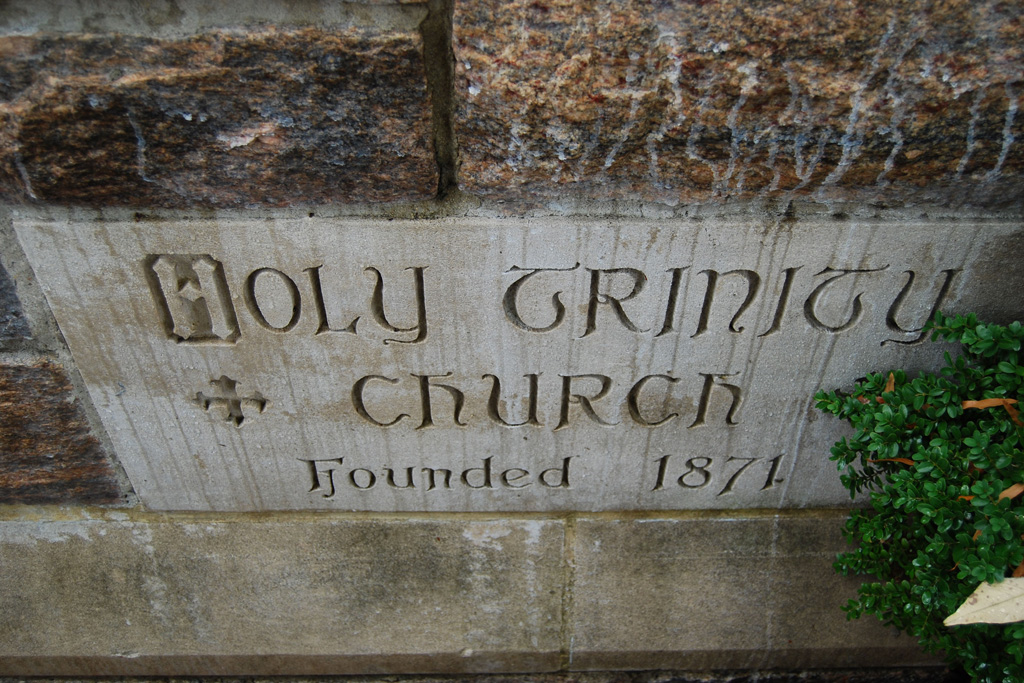 HOLY TRINITY
CHURCH
Founded 1871